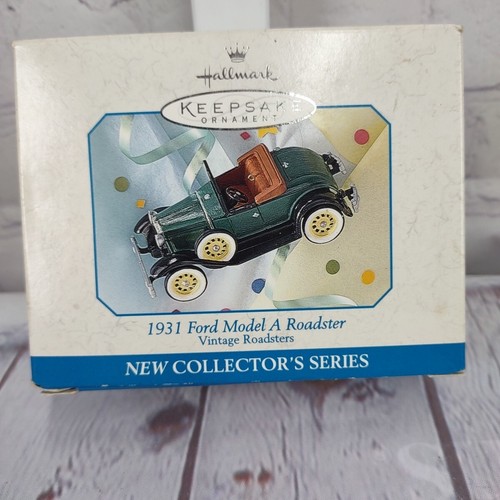 Hallmark
KEEPSAKE
ORNAMENT
1931 Ford Model A Roadster
Vintage Roadsters
NEW COLLECTOR'S SERIES